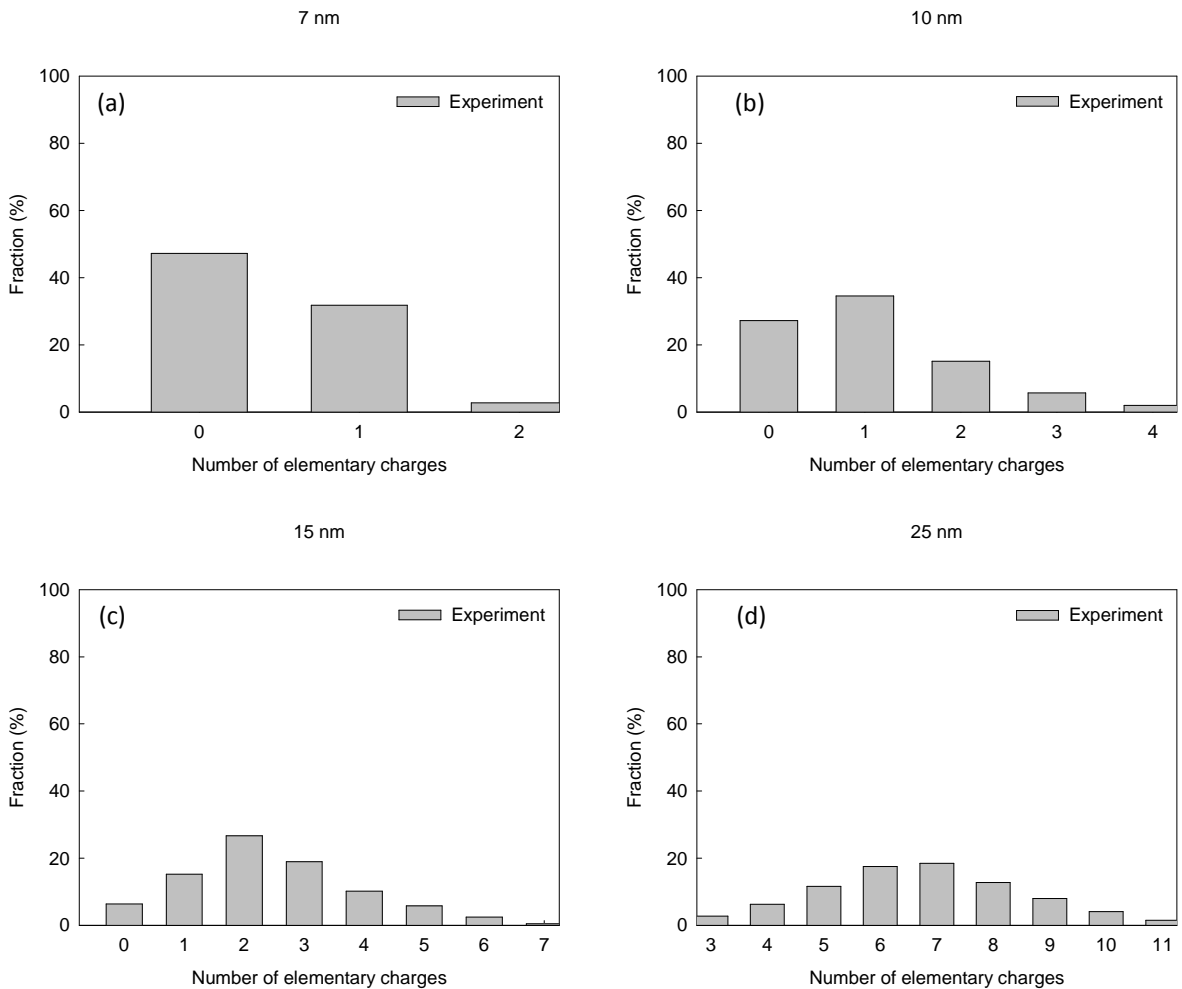 7 nm
(a)
Experiment
Fraction (%)
100
80
60
40
20
0
0 1 2
Number of elementary charges
10 nm
(b)
Experiment
Fraction (%)
100
80
60
40
20
0
0 1 2 3 4
Number of elementary charges
15 nm
(c)
Experiment
Fraction (%)
100
80
60
40
20
0
0 1 2 3 4 5 6 7
Number of elementary charges
25 nm
(d)
Experiment
Fraction (%)
100
80
60
40
20
0
3 4 5 6 7 8 9 10 11
Number of elementary charges